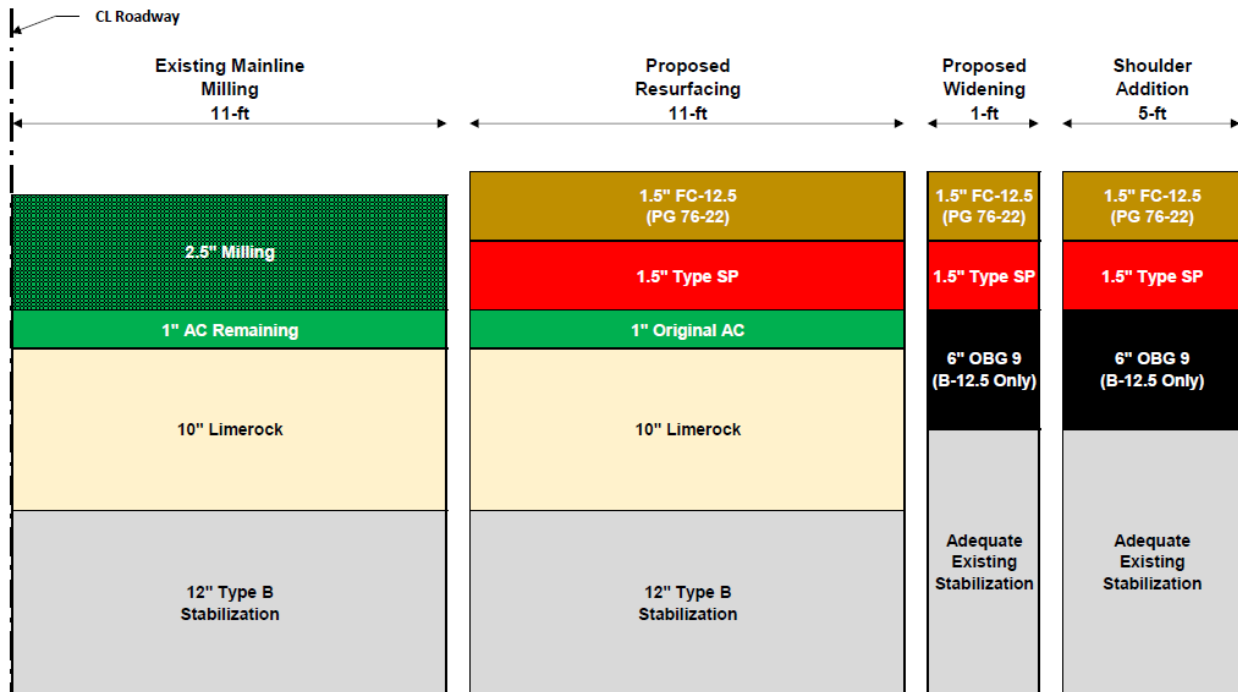 CL Roadway
Existing Mainline
Milling
11-ft
Proposed
Resurfacing
11-ft
Proposed
Widening
1-ft
Shoulder
Addition
5-ft
2.5" Milling
1" AC Remaining
10" Limerock
12" Type B
Stabilization
1.5" FC-12.5
(PG 76-22)
1.5" Type SP
1" Original AC
10" Limerock
12" Type B
Stabilization
1.5" FC-12.5
(PG 76-22)
1.5" Type SP
6" OBG 9
(B-12.5 Only)
Adequate
Existing
Stabilization
1.5" FC-12.5
(PG 76-22)
1.5" Type SP
6" OBG 9
(B-12.5 Only)
Adequate
Existing
Stabilization